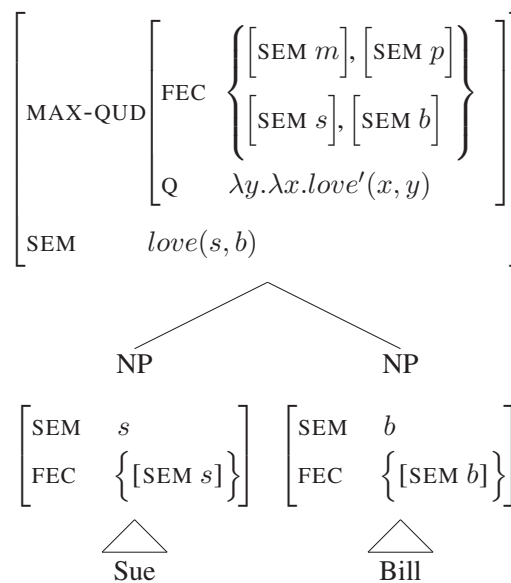 FEC { [SEM m], [SEM p]
MAX-QUD
[SEM s], [SEM b] }
Q λy.λx.love′(x, y)
SEM love(s, b)
NP NP
SEM s SEM b
FEC {[SEM s]} FEC {[SEM b]}
Sue Bill